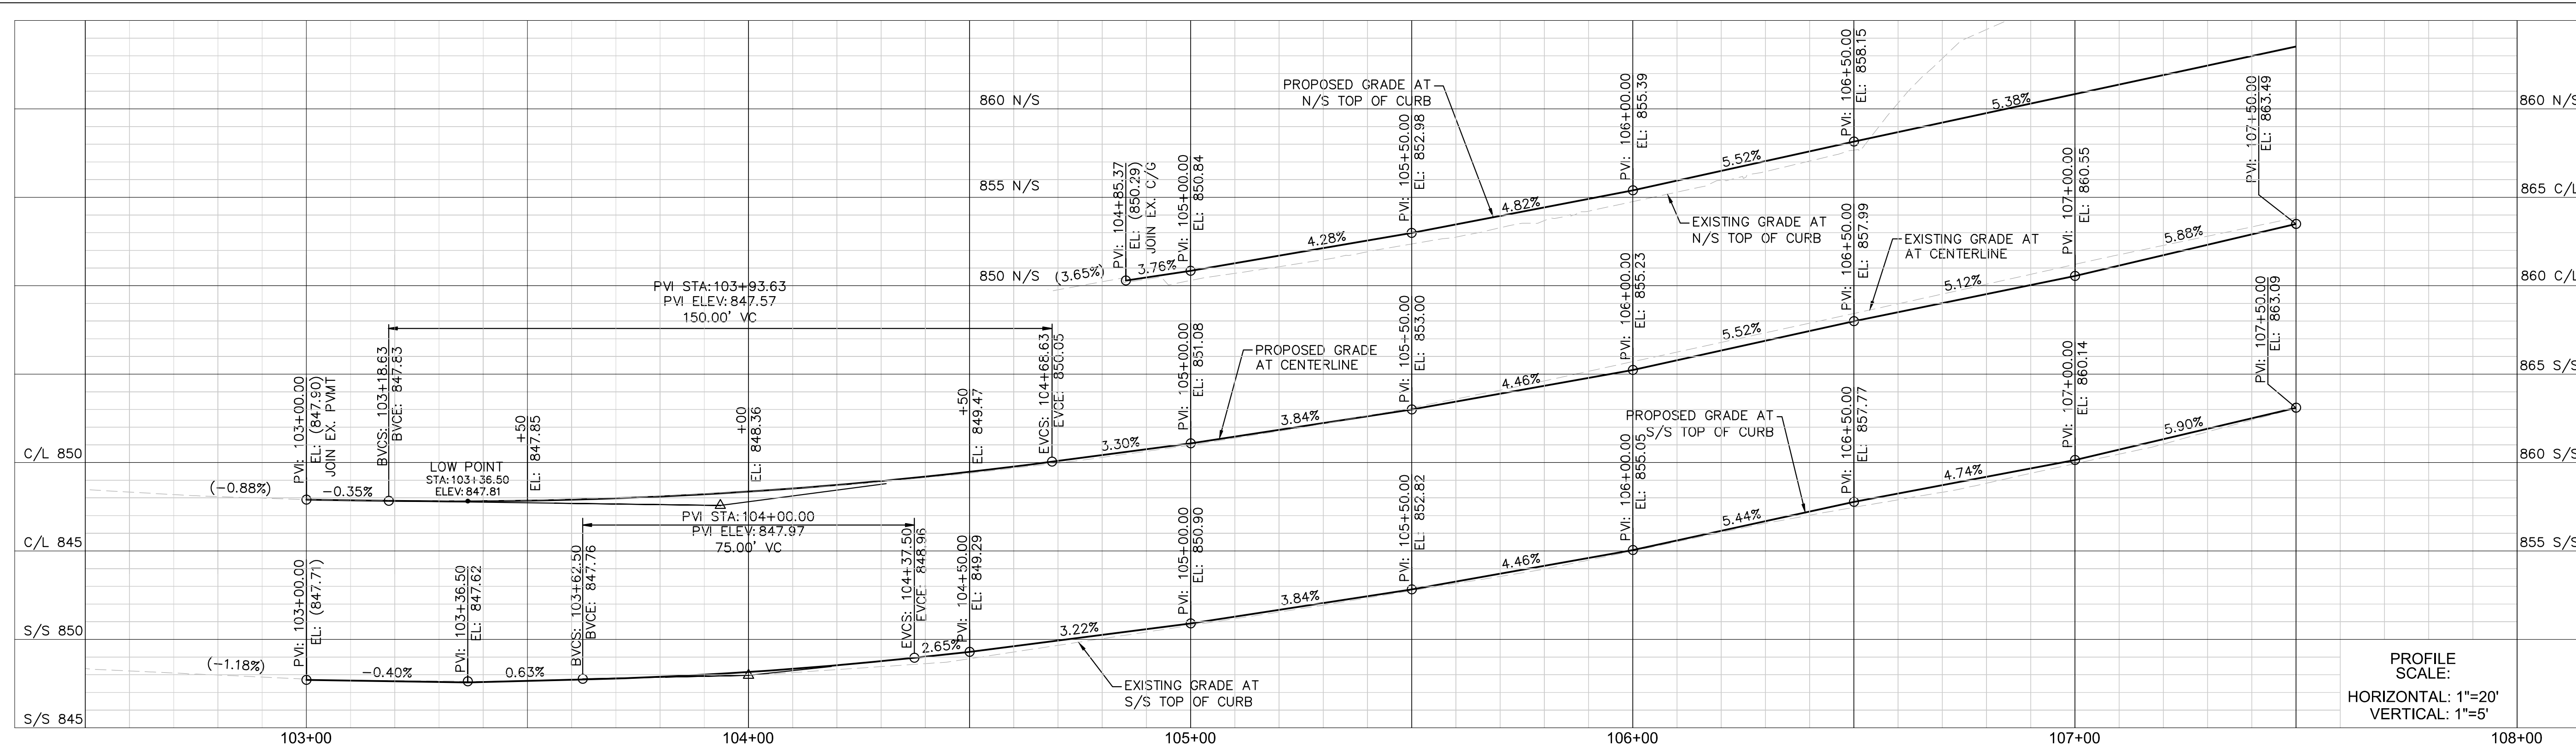 860 N/S
855 N/S
850 N/S
C/L 850
C/L 845
S/S 850
S/S 845
860 N/S
865 C/L
860 C/L
865 S/S
860 S/S
855 S/S
PROPOSED GRADE AT
N/S TOP OF CURB
PVI: 104+85.37
EL: (850.29)
JOIN EX. C/G
PVI: 105+00.00
EL: 850.84
PVI: 105+50.00
EL: 852.98
PVI: 106+00.00
EL: 855.39
PVI: 106+50.00
EL: 858.15
(3.65%)
3.76%
4.28%
4.82%
5.52%
5.38%
EXISTING GRADE AT
N/S TOP OF CURB
EXISTING GRADE AT
AT CENTERLINE
PVI STA:103+93.63
PVI ELEV:847.57
150.00' VC
PVI: 103+00.00
EL: (847.90)
JOIN EX. PVMT
BVCS: 103+18.63
BVCE: 847.83
LOW POINT
STA:103+36.50
ELEV:847.81
+50
EL: 847.85
+00
EL: 848.36
+50
EL: 849.47
EVCS: 104+68.63
EVCE: 850.05
PVI: 105+00.00
EL: 851.08
PROPOSED GRADE
AT CENTERLINE
PVI: 105+50.00
EL: 853.00
PVI: 106+00.00
EL: 855.23
PVI: 106+50.00
EL: 857.99
PVI: 107+00.00
EL: 860.55
PVI: 107+50.00
EL: 863.49
(-0.88%)
-0.35%
3.30%
3.84%
4.46%
5.52%
5.12%
5.88%
PVI STA:104+00.00
PVI ELEV:847.97
75.00' VC
PVI: 103+00.00
EL: (847.71)
PVI: 103+36.50
EL: 847.62
BVCS: 103+62.50
BVCE: 847.76
EVCS: 104+37.50
EVCE: 848.96
PVI: 104+50.00
EL: 849.29
PVI: 105+00.00
EL: 850.90
PVI: 105+50.00
EL: 852.82
PVI: 106+00.00
EL: 855.05
PROPOSED GRADE AT
S/S TOP OF CURB
PVI: 106+50.00
EL: 857.77
PVI: 107+00.00
EL: 860.14
PVI: 107+50.00
EL: 863.09
(-1.18%)
-0.40%
0.63%
2.65%
3.22%
3.84%
4.46%
5.44%
4.74%
5.90%
EXISTING GRADE AT
S/S TOP OF CURB
PROFILE
SCALE:
HORIZONTAL: 1"=20'
VERTICAL: 1"=5'
103+00
104+00
105+00
106+00
107+00
108+00